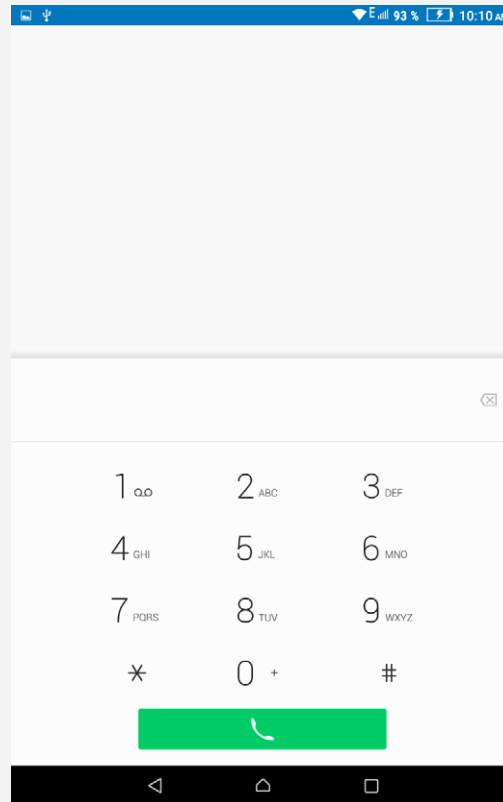 E 93 % 10:10 AM
1 2 ABC 3 DEF
4 GHI 5 JKL 6 MNO
7 PQRS 8 TUV 9 WXYZ
* 0 + #